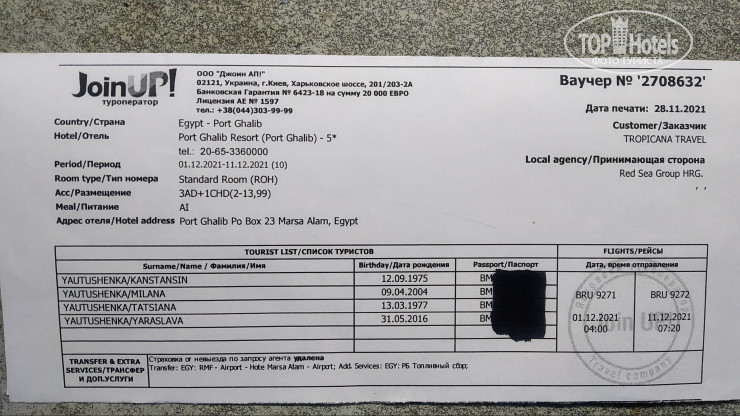 TOP Hotels
ФОТО ТУРИСТА
JoinUP!
туроператор
ООО "Джоин АП!"
02121, Украина, г.Киев, Харьковское шоссе, 201/203-2А
Банковская Гарантия № 6423-18 на сумму 20 000 ЕВРО
Лицензия АЕ № 1597
тел.: +38(044)303-99-99
Ваучер № '2708632'
Дата печати: 28.11.2021
Country/Страна Egypt - Port Ghalib
Customer/Заказчик
Hotel/Отель Port Ghalib Resort (Port Ghalib) - 5*
TROPICANA TRAVEL
tel.: 20-65-3360000
Period/Период 01.12.2021-11.12.2021 (10)
Local agency/Принимающая сторона
Room type/Тип номера Standard Room (ROH)
Red Sea Group HRG.
, ,
Acc/Размещение 3AD+1CHD(2-13,99)
Meal/Питание AI
Адрес отеля/Hotel address Port Ghalib Po Box 23 Marsa Alam, Egypt
TOURIST LIST/СПИСОК ТУРИСТОВ FLIGHTS/РЕЙСЫ
Surname/Name / Фамилия/Имя Birthday/Дата рождения Passport/Паспорт Дата, время отправления
YAUTUSHENKA/KANSTANSIN 12.09.1975 BM
YAUTUSHENKA/MILANA 09.04.2004 BM
YAUTUSHENKA/TATSIANA 13.03.1977 BM
YAUTUSHENKA/YARASLAVA 31.05.2016 BM
BRU 9271 BRU 9272
01.12.2021 11.12.2021
04:00 07:20
Join UP!
Travel company
TRANSFER & EXTRA SERVICES/ТРАНСФЕР И ДОП.УСЛУГИ
Страховка от невыезда по запросу агента удалена
Transfer: EGY: RMF - Airport - Hote Marsa Alam - Airpot; Add. Services: EGY: РБ Топливный сбор;